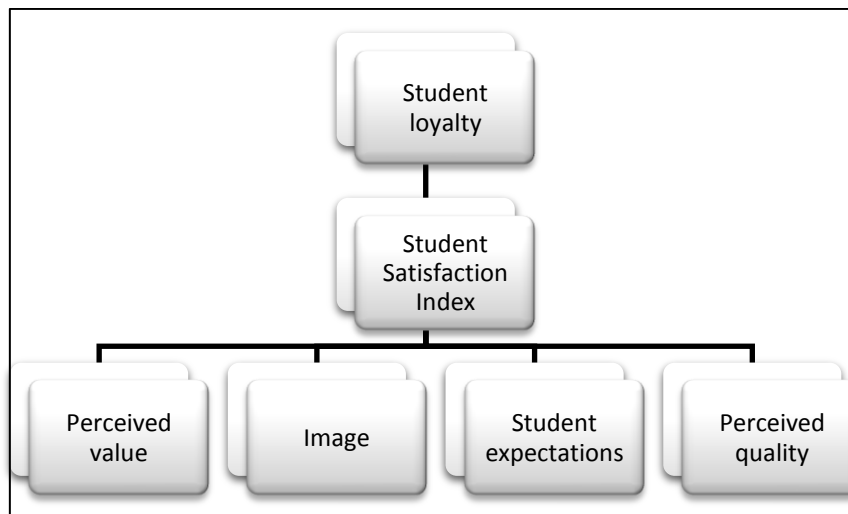 Student
loyalty
Student
Satisfaction
Index
Perceived
value
Image
Student
expectations
Perceived
quality